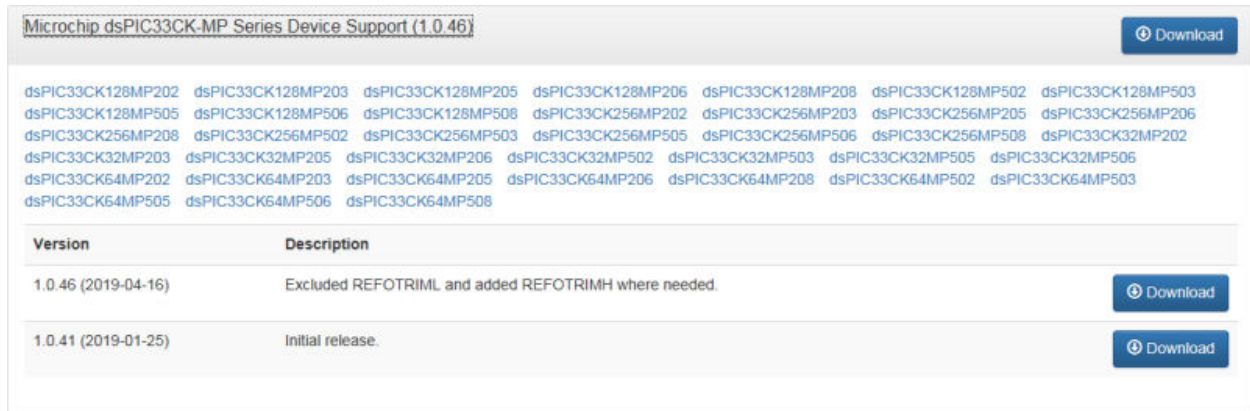 Microchip dsPIC33CK-MP Series Device Support (1.0.46)
Download
dsPIC33CK128MP202 dsPIC33CK128MP203 dsPIC33CK128MP205 dsPIC33CK128MP206 dsPIC33CK128MP208 dsPIC33CK128MP502 dsPIC33CK128MP503
dsPIC33CK128MP505 dsPIC33CK128MP506 dsPIC33CK128MP508 dsPIC33CK256MP202 dsPIC33CK256MP203 dsPIC33CK256MP205 dsPIC33CK256MP206
dsPIC33CK256MP208 dsPIC33CK256MP502 dsPIC33CK256MP503 dsPIC33CK256MP505 dsPIC33CK256MP506 dsPIC33CK256MP508 dsPIC33CK32MP202
dsPIC33CK32MP203 dsPIC33CK32MP205 dsPIC33CK32MP206 dsPIC33CK32MP502 dsPIC33CK32MP503 dsPIC33CK32MP505 dsPIC33CK32MP506
dsPIC33CK64MP202 dsPIC33CK64MP203 dsPIC33CK64MP205 dsPIC33CK64MP206 dsPIC33CK64MP208 dsPIC33CK64MP502 dsPIC33CK64MP503
dsPIC33CK64MP505 dsPIC33CK64MP506 dsPIC33CK64MP508
Version Description
1.0.46 (2019-04-16) Excluded REFOTRIML and added REFOTRIMH where needed. Download
1.0.41 (2019-01-25) Initial release. Download